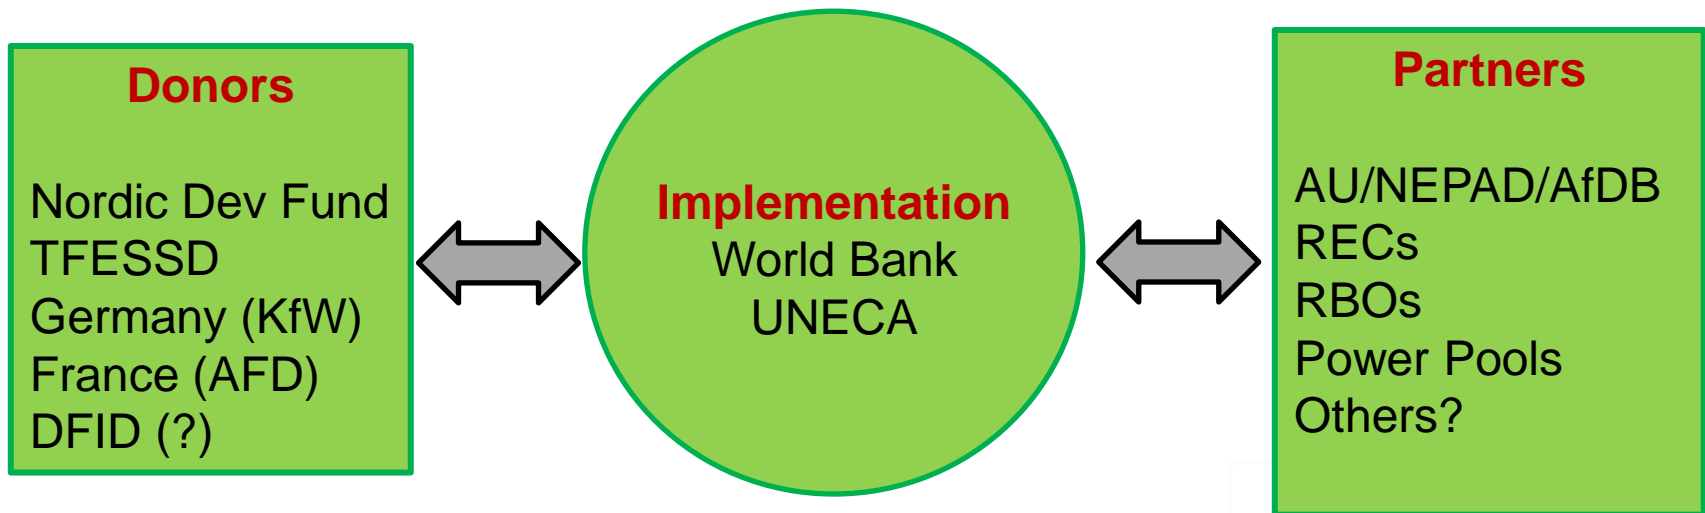 Donors
Nordic Dev Fund
TFESSD
Germany (KfW)
France (AFD)
DFID (?)
Implementation
World Bank
UNECA
Partners
AU/NEPAD/AfDB
RECs
RBOs
Power Pools
Others?